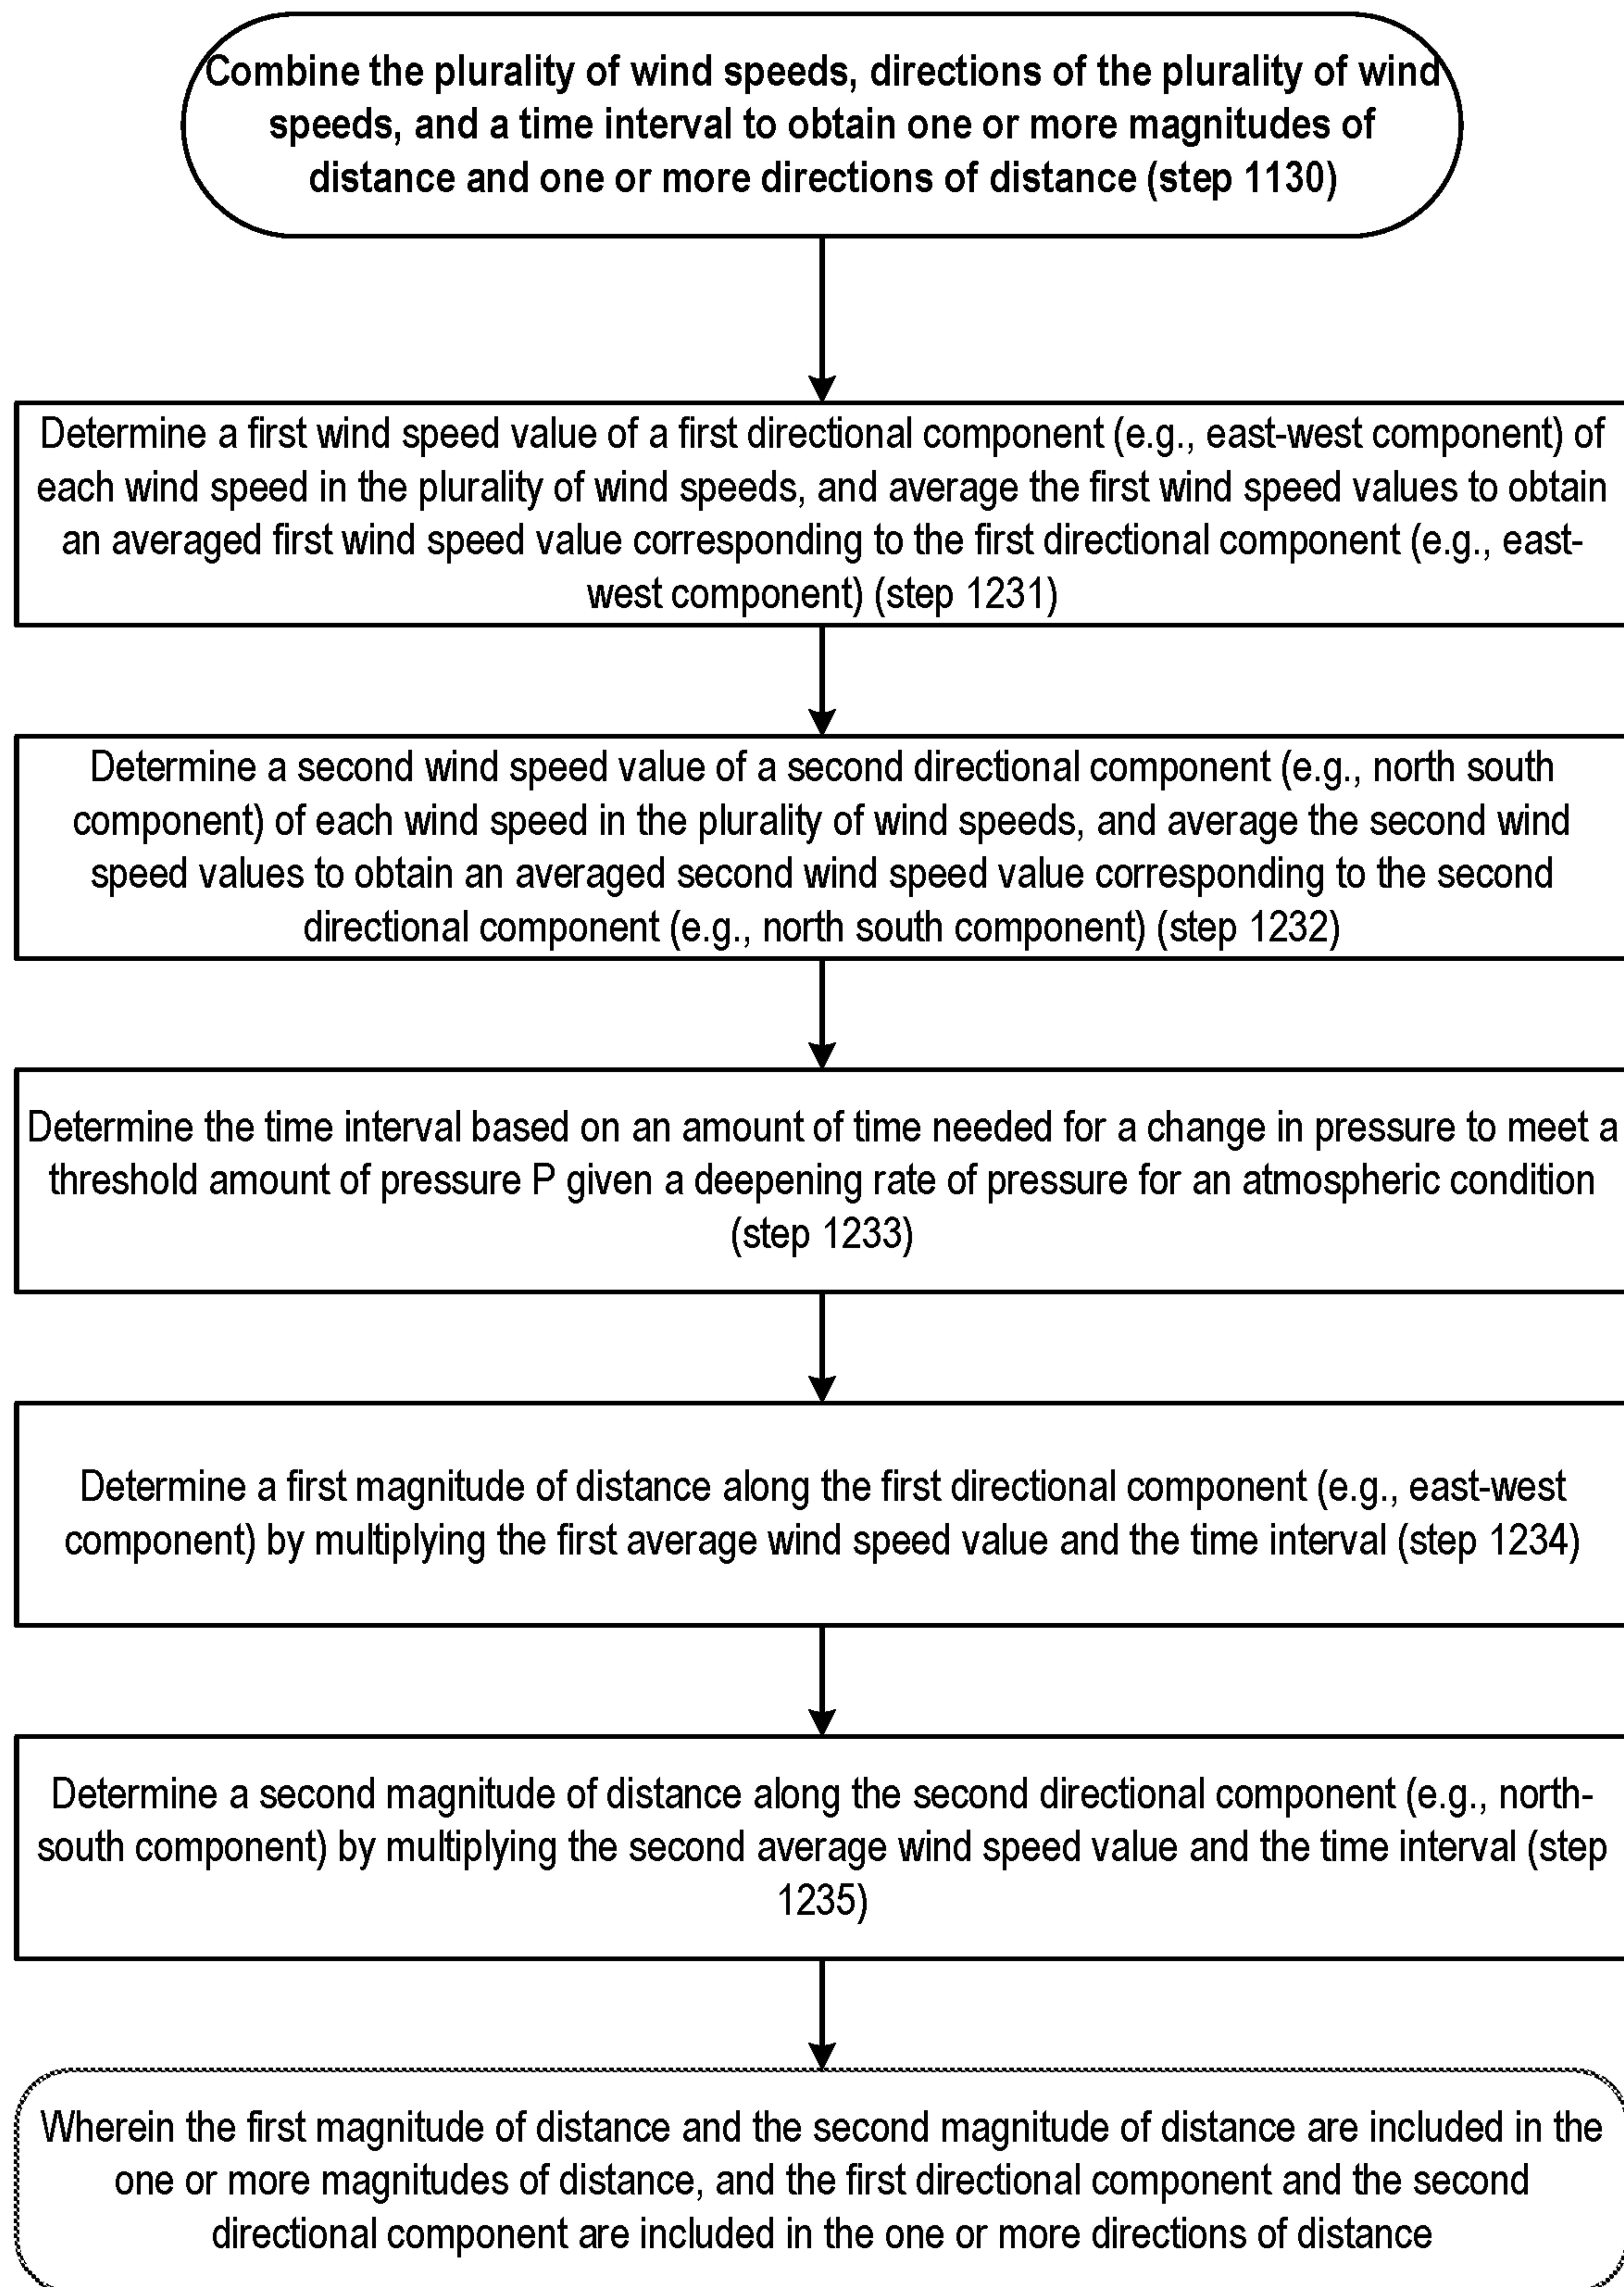 Combine the plurality of wind speeds, directions of the plurality of wind
speeds, and a time interval to obtain one or more magnitudes of
distance and one or more directions of distance (step 1130)
Determine a first wind speed value of a first directional component (e.g., east-west component) of
each wind speed in the plurality of wind speeds, and average the first wind speed values to obtain
an averaged first wind speed value corresponding to the first directional component (e.g., east-
west component) (step 1231)
Determine a second wind speed value of a second directional component (e.g., north south
component) of each wind speed in the plurality of wind speeds, and average the second wind
speed values to obtain an averaged second wind speed value corresponding to the second
directional component (e.g., north south component) (step 1232)
Determine the time interval based on an amount of time needed for a change in pressure to meet a
threshold amount of pressure P given a deepening rate of pressure for an atmospheric condition
(step 1233)
Determine a first magnitude of distance along the first directional component (e.g., east-west
component) by multiplying the first average wind speed value and the time interval (step 1234)
Determine a second magnitude of distance along the second directional component (e.g., north-
south component) by multiplying the second average wind speed value and the time interval (step
1235)
Wherein the first magnitude of distance and the second magnitude of distance are included in the
one or more magnitudes of distance, and the first directional component and the second
directional component are included in the one or more directions of distance